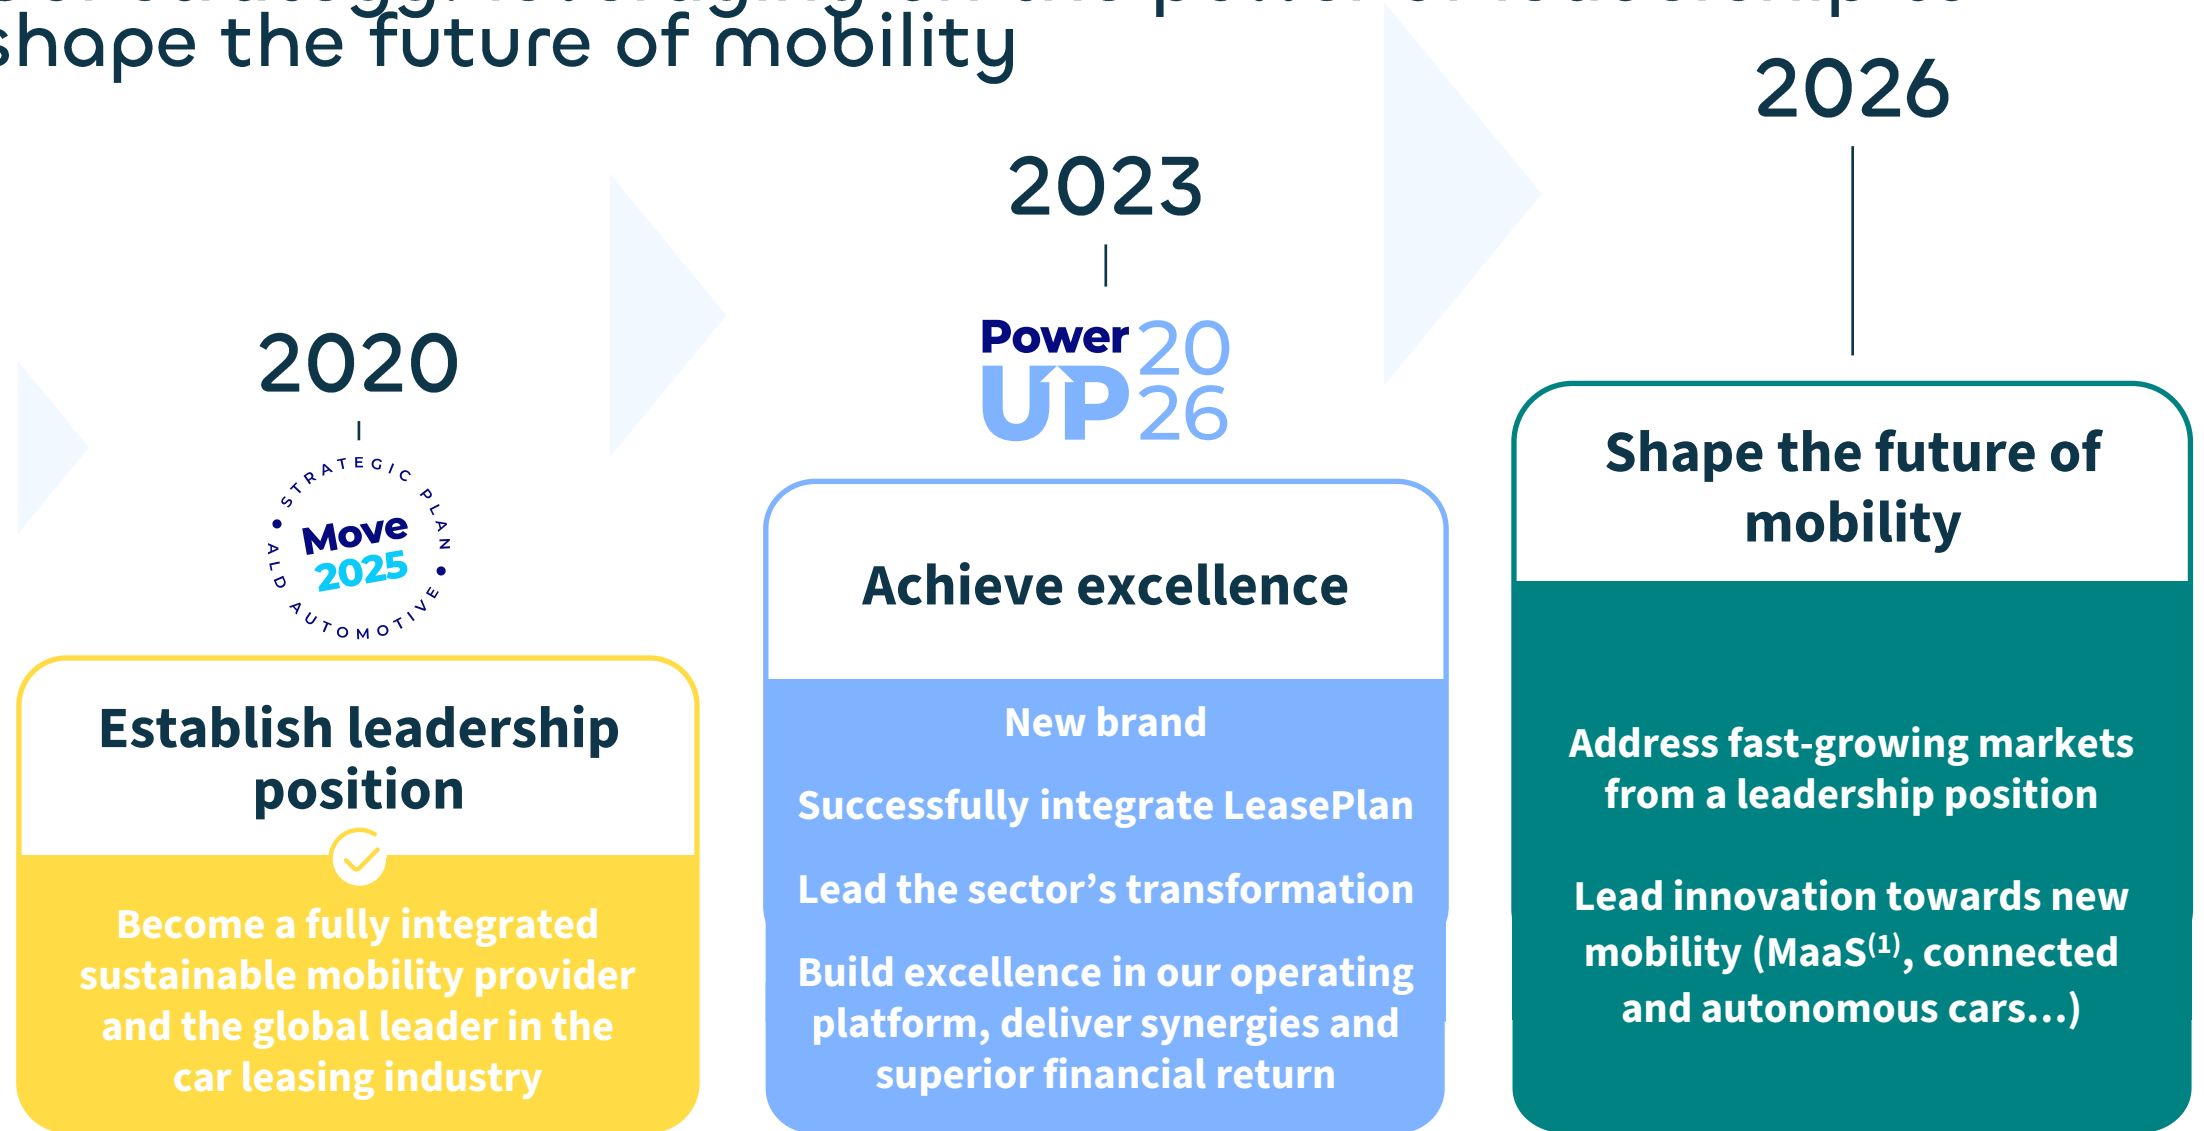 shape the future of mobility
2020
STRATEGIC PLAN
Move
2025
ALD AUTOMOTIVE
Establish leadership
position
Become a fully integrated
sustainable mobility provider
and the global leader in the
car leasing industry
2023
Power 20
UP 26
Achieve excellence
New brand
Successfully integrate LeasePlan
Lead the sector’s transformation
Build excellence in our operating
platform, deliver synergies and
superior financial return
2026
Shape the future of
mobility
Address fast-growing markets
from a leadership position
Lead innovation towards new
mobility (MaaS(1), connected
and autonomous cars...)